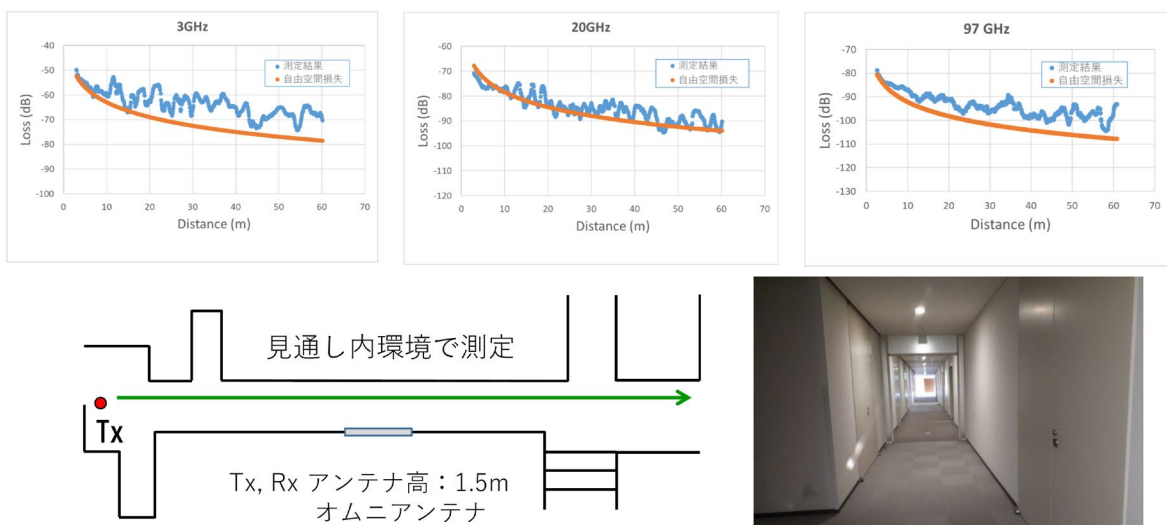 3GHz
-40
-50
-60
-70
-80
-90
-100
Loss (dB)
測定結果
自由空間損失
0 10 20 30 40 50 60 70
Distance (m)
20GHz
-60
-70
-80
-90
-100
-110
-120
Loss (dB)
測定結果
自由空間損失
0 10 20 30 40 50 60 70
Distance (m)
97 GHz
-70
-80
-90
-100
-110
-120
-130
Loss (dB)
測定結果
自由空間損失
0 10 20 30 40 50 60 70
Distance (m)
見通し内環境で測定
Tx
Tx, Rx アンテナ高：1.5m
オムニアンテナ